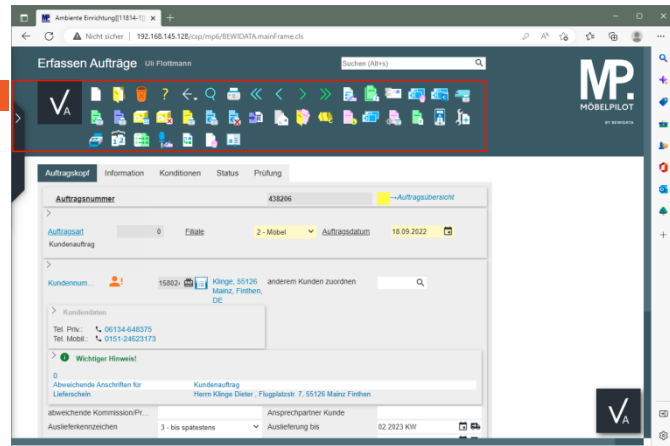 Ambiente Einrichtung[[11814-1]]
Nicht sicher | 192.168.145.128/csp/mp6/BEWIDATA.mainFrame.cls
Erfassen Aufträge Uli Flottmann
Suchen (Alt+s)
MP.
MÖBELPILOT
BY BEWIDATA
Auftragskopf Information Konditionen Status Prüfung
Auftragsnummer 438206 →Auftragsübersicht
Auftragsart 0 Filiale 2 - Möbel Auftragsdatum 18.09.2022
Kundenauftrag
Kundennum... 15802 Klinge, 55126 anderem Kunden zuordnen
Mainz, Finthen,
DE
Kundendaten
Tel. Priv.: 06134-648375
Tel. Mobil.: 0151-24623173
Wichtiger Hinweis!
0
Abweichende Anschriften für Kundenauftrag
Lieferschein Herrn Klinge Dieter , Flugplatzstr. 7, 55126 Mainz Finthen
abweichende Kommission/Pr... Ansprechpartner Kunde
Auslieferkennzeichen 3 - bis spätestens Auslieferung bis 02.2023 KW